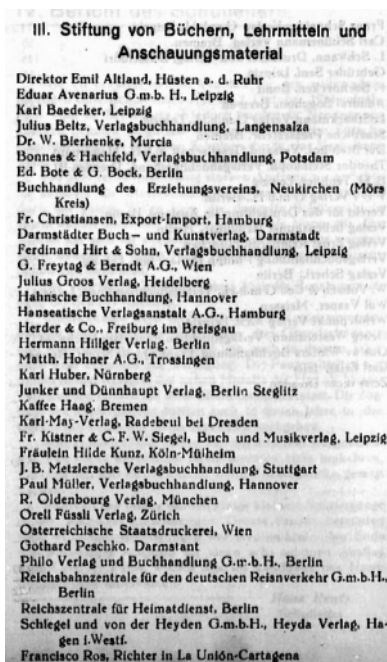 III. Stiftung von Büchern, Lehrmitteln und
Anschauungsmaterial
Direktor Emil Altland, Hüsten a. d. Ruhr
Eduar Avenarius G.m.b. H., Leipzig
Karl Baedeker, Leipzig
Julius Beltz, Verlagsbuchhandlung, Langensalza
Dr. W. Bierhenke, Murcia
Bonnes & Hachfeld, Verlagsbuchhandlung, Potsdam
Ed. Bote & G. Bock, Berlin
Buchhandlung des Erziehungsvereins, Neukirchen (Mörs
Kreis)
Fr. Christiansen, Export-Import, Hamburg
Darmstädter Buch- und Kunstverlag, Darmstadt
Ferdinand Hirt & Sohn, Verlagsbuchhandlung, Leipzig
G. Freytag & Berndt A.G., Wien
Julius Groos Verlag, Heidelberg
Hahnsche Buchhandlung, Hannover
Hanseatische Verlagsanstalt A.G., Hamburg
Herder & Co., Freiburg im Breisgau
Hermann Hillger Verlag. Berlin
Matth. Hohner A.G., Trossingen
Karl Huber, Nürnberg
Junker und Dünnhaupt Verlag, Berlin Steglitz
Kaffee Haag, Bremen
Karl-May-Verlag, Radebeul bei Dresden
Fr. Kistner & C. F. W. Siegel, Buch und Musikverlag, Leipzig
Fräulein Hilde Kunz, Köln-Mülheim
J. B. Metzlersche Verlagsbuchhandlung, Stuttgart
Paul Müller, Verlagsbuchhandlung, Hannover
R. Oldenbourg Verlag, München
Orell Füssli Verlag, Zürich
Osterreichische Staatsdruckerei, Wien
Gothard Peschko. Darmstant
Philo Verlag und Buchhandlung G.m.b.H., Berlin
Reichsbahnzentrale für den deutschen Reisnverkehr G.m.b.H.,
Berlin
Reichszentrale für Heimatdienst, Berlin
Schlegel und von der Heyden G.m.b.H., Heyda Verlag, Ha-
gen i.Westf.
Francisco Ros, Richter in La Unión-Cartagena